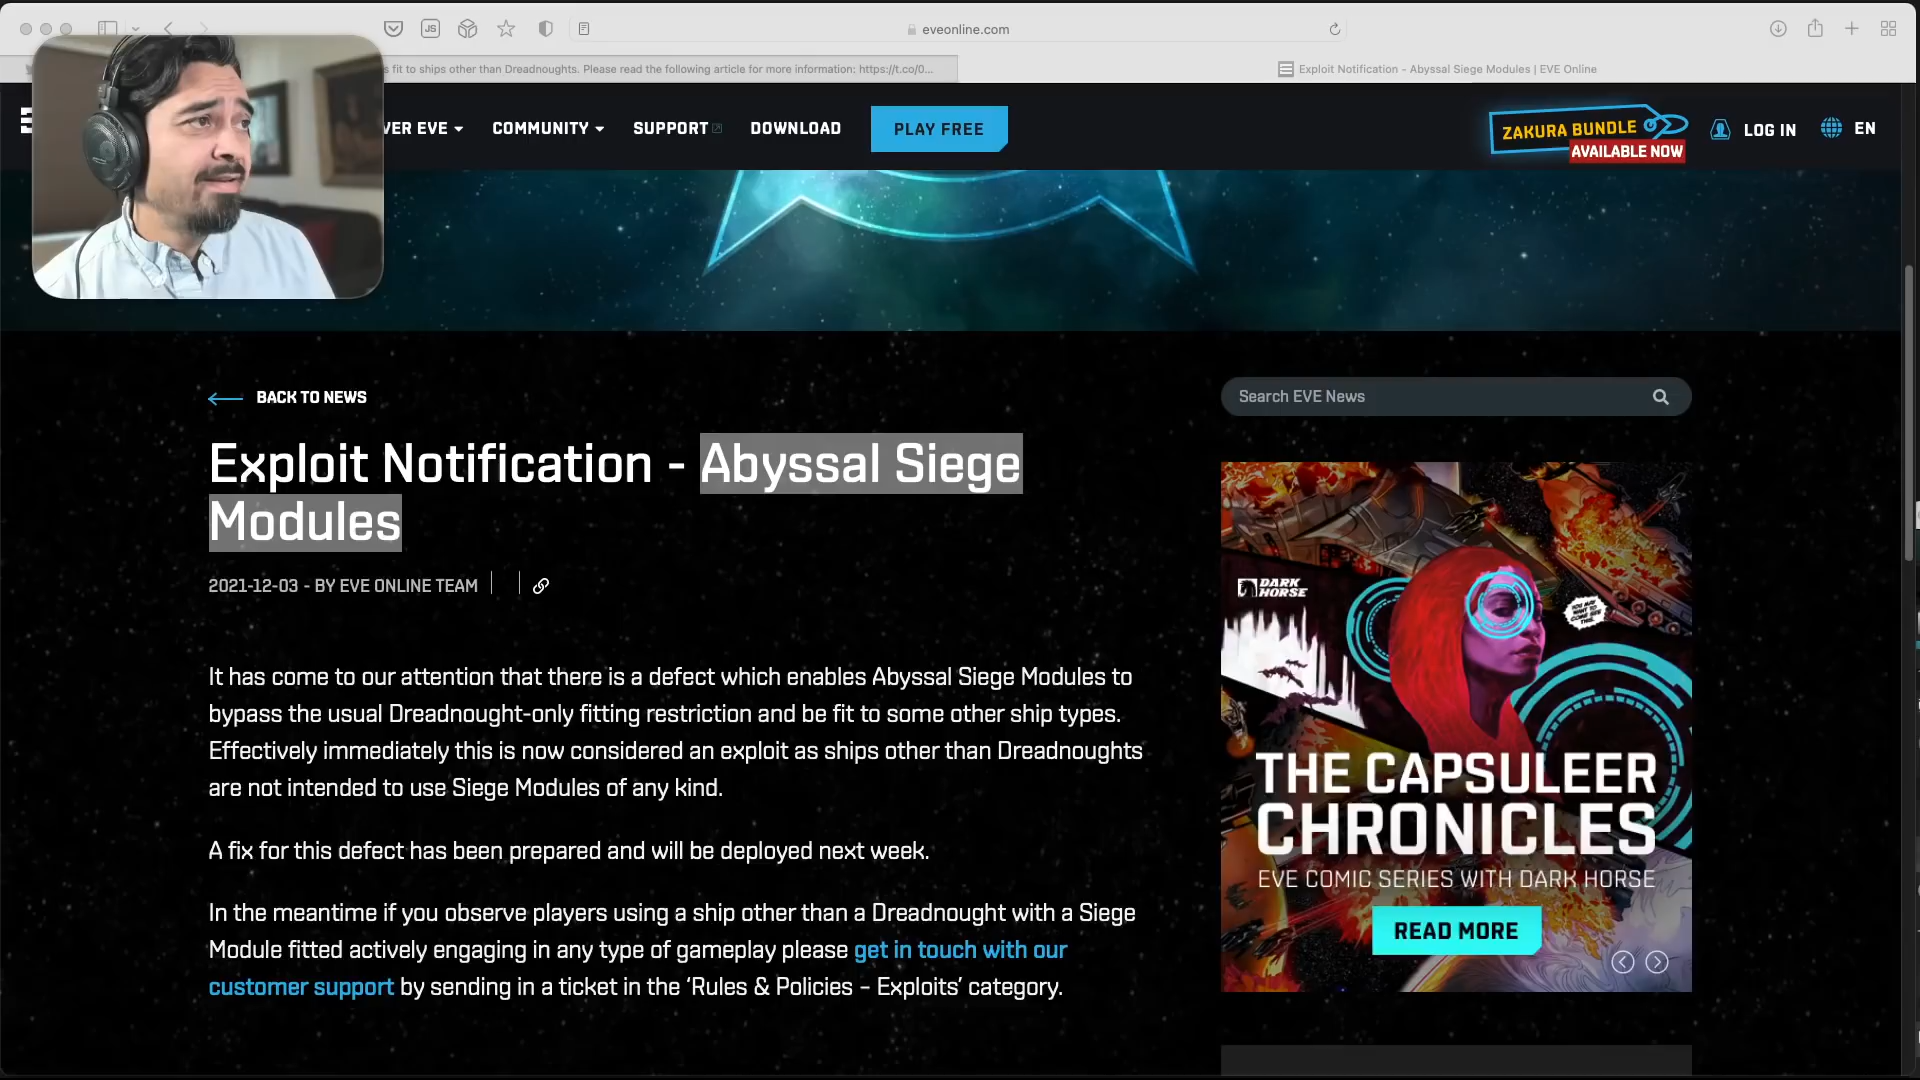 eveonline.com
fit to ships other than Dreadnoughts. Please read the following article for more information: https://t.co/0...
Exploit Notification - Abyssal Siege Modules | EVE Online
VER EVE
COMMUNITY
SUPPORT
DOWNLOAD
PLAY FREE
ZAKURA BUNDLE
AVAILABLE NOW
LOG IN
EN
BACK TO NEWS
Search EVE News
Exploit Notification - Abyssal Siege
Modules
2021-12-03 - BY EVE ONLINE TEAM
It has come to our attention that there is a defect which enables Abyssal Siege Modules to
bypass the usual Dreadnought-only fitting restriction and be fit to some other ship types.
Effectively immediately this is now considered an exploit as ships other than Dreadnoughts
are not intended to use Siege Modules of any kind.
A fix for this defect has been prepared and will be deployed next week.
In the meantime if you observe players using a ship other than a Dreadnought with a Siege
Module fitted actively engaging in any type of gameplay please get in touch with our
customer support by sending in a ticket in the ‘Rules & Policies – Exploits’ category.
DARK
HORSE
YOU MAY
WANT TO
COME SEE
THIS.
THE CAPSULEER
CHRONICLES
EVE COMIC SERIES WITH DARK HORSE
READ MORE